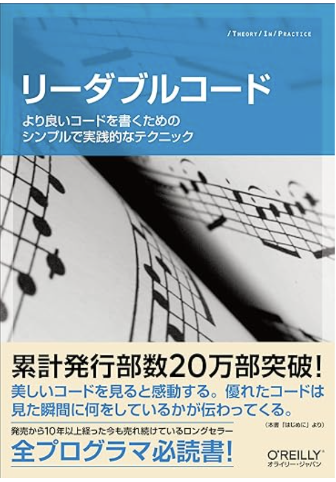 /THEORY/IN/PRACTICE
リーダブルコード
より良いコードを書くための
シンプルで実践的なテクニック
累計発行部数20万部突破!
美しいコードを見ると感動する。優れたコードは
見た瞬間に何をしているかが伝わってくる。
(本書「はじめに」より)
発売から10年以上経った今も売れ続けているロングセラー
全プログラマ必読書!
O'REILLY®
オライリー・ジャパン